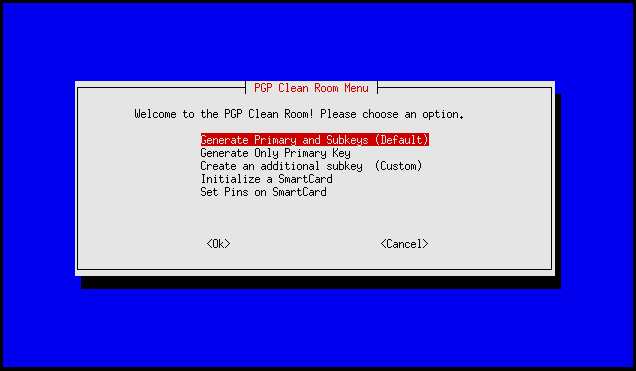 PGP Clean Room Menu
Welcome to the PGP Clean Room! Please choose an option.
Generate Primary and Subkeys (Default)
Generate Only Primary Key
Create an additional subkey  (Custom)
Initialize a SmartCard
Set Pins on SmartCard
<Ok> <Cancel>